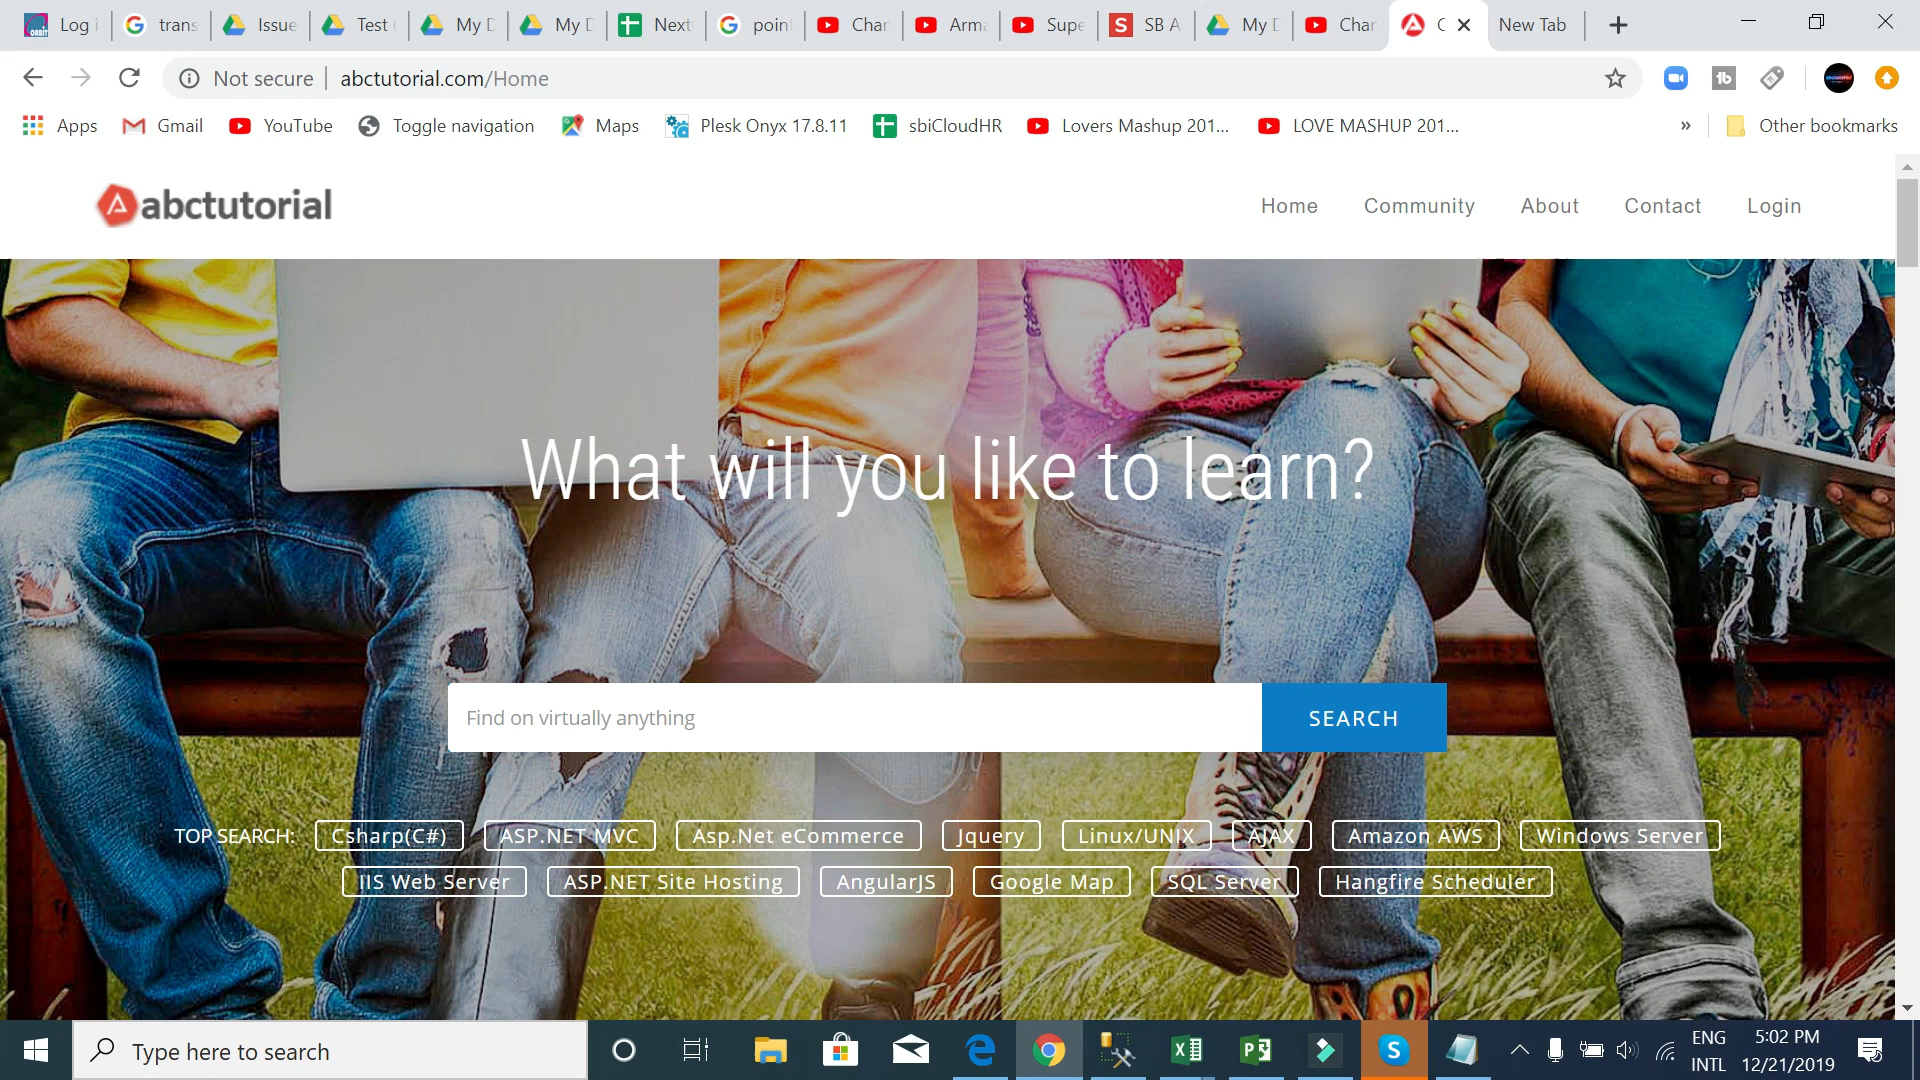 Log i
trans
Issue
Test
My D
My D
Next
poin
Char
Arma
Supe
SB A
My D
Char
New Tab
Not secure
abctutorial.com/Home
Apps
Gmail
YouTube
Toggle navigation
Maps
Plesk Onyx 17.8.11
sbiCloudHR
Lovers Mashup 201...
LOVE MASHUP 201...
»
Other bookmarks
abctutorial
Home
Community
About
Contact
Login
What will you like to learn?
Find on virtually anything
SEARCH
TOP SEARCH: Csharp(C#) ASP.NET MVC Asp.Net eCommerce Jquery Linux/UNIX AJAX Amazon AWS Windows Server
IIS Web Server ASP.NET Site Hosting AngularJS Google Map SQL Server Hangfire Scheduler
Type here to search
ENG
INTL
5:02 PM
12/21/2019